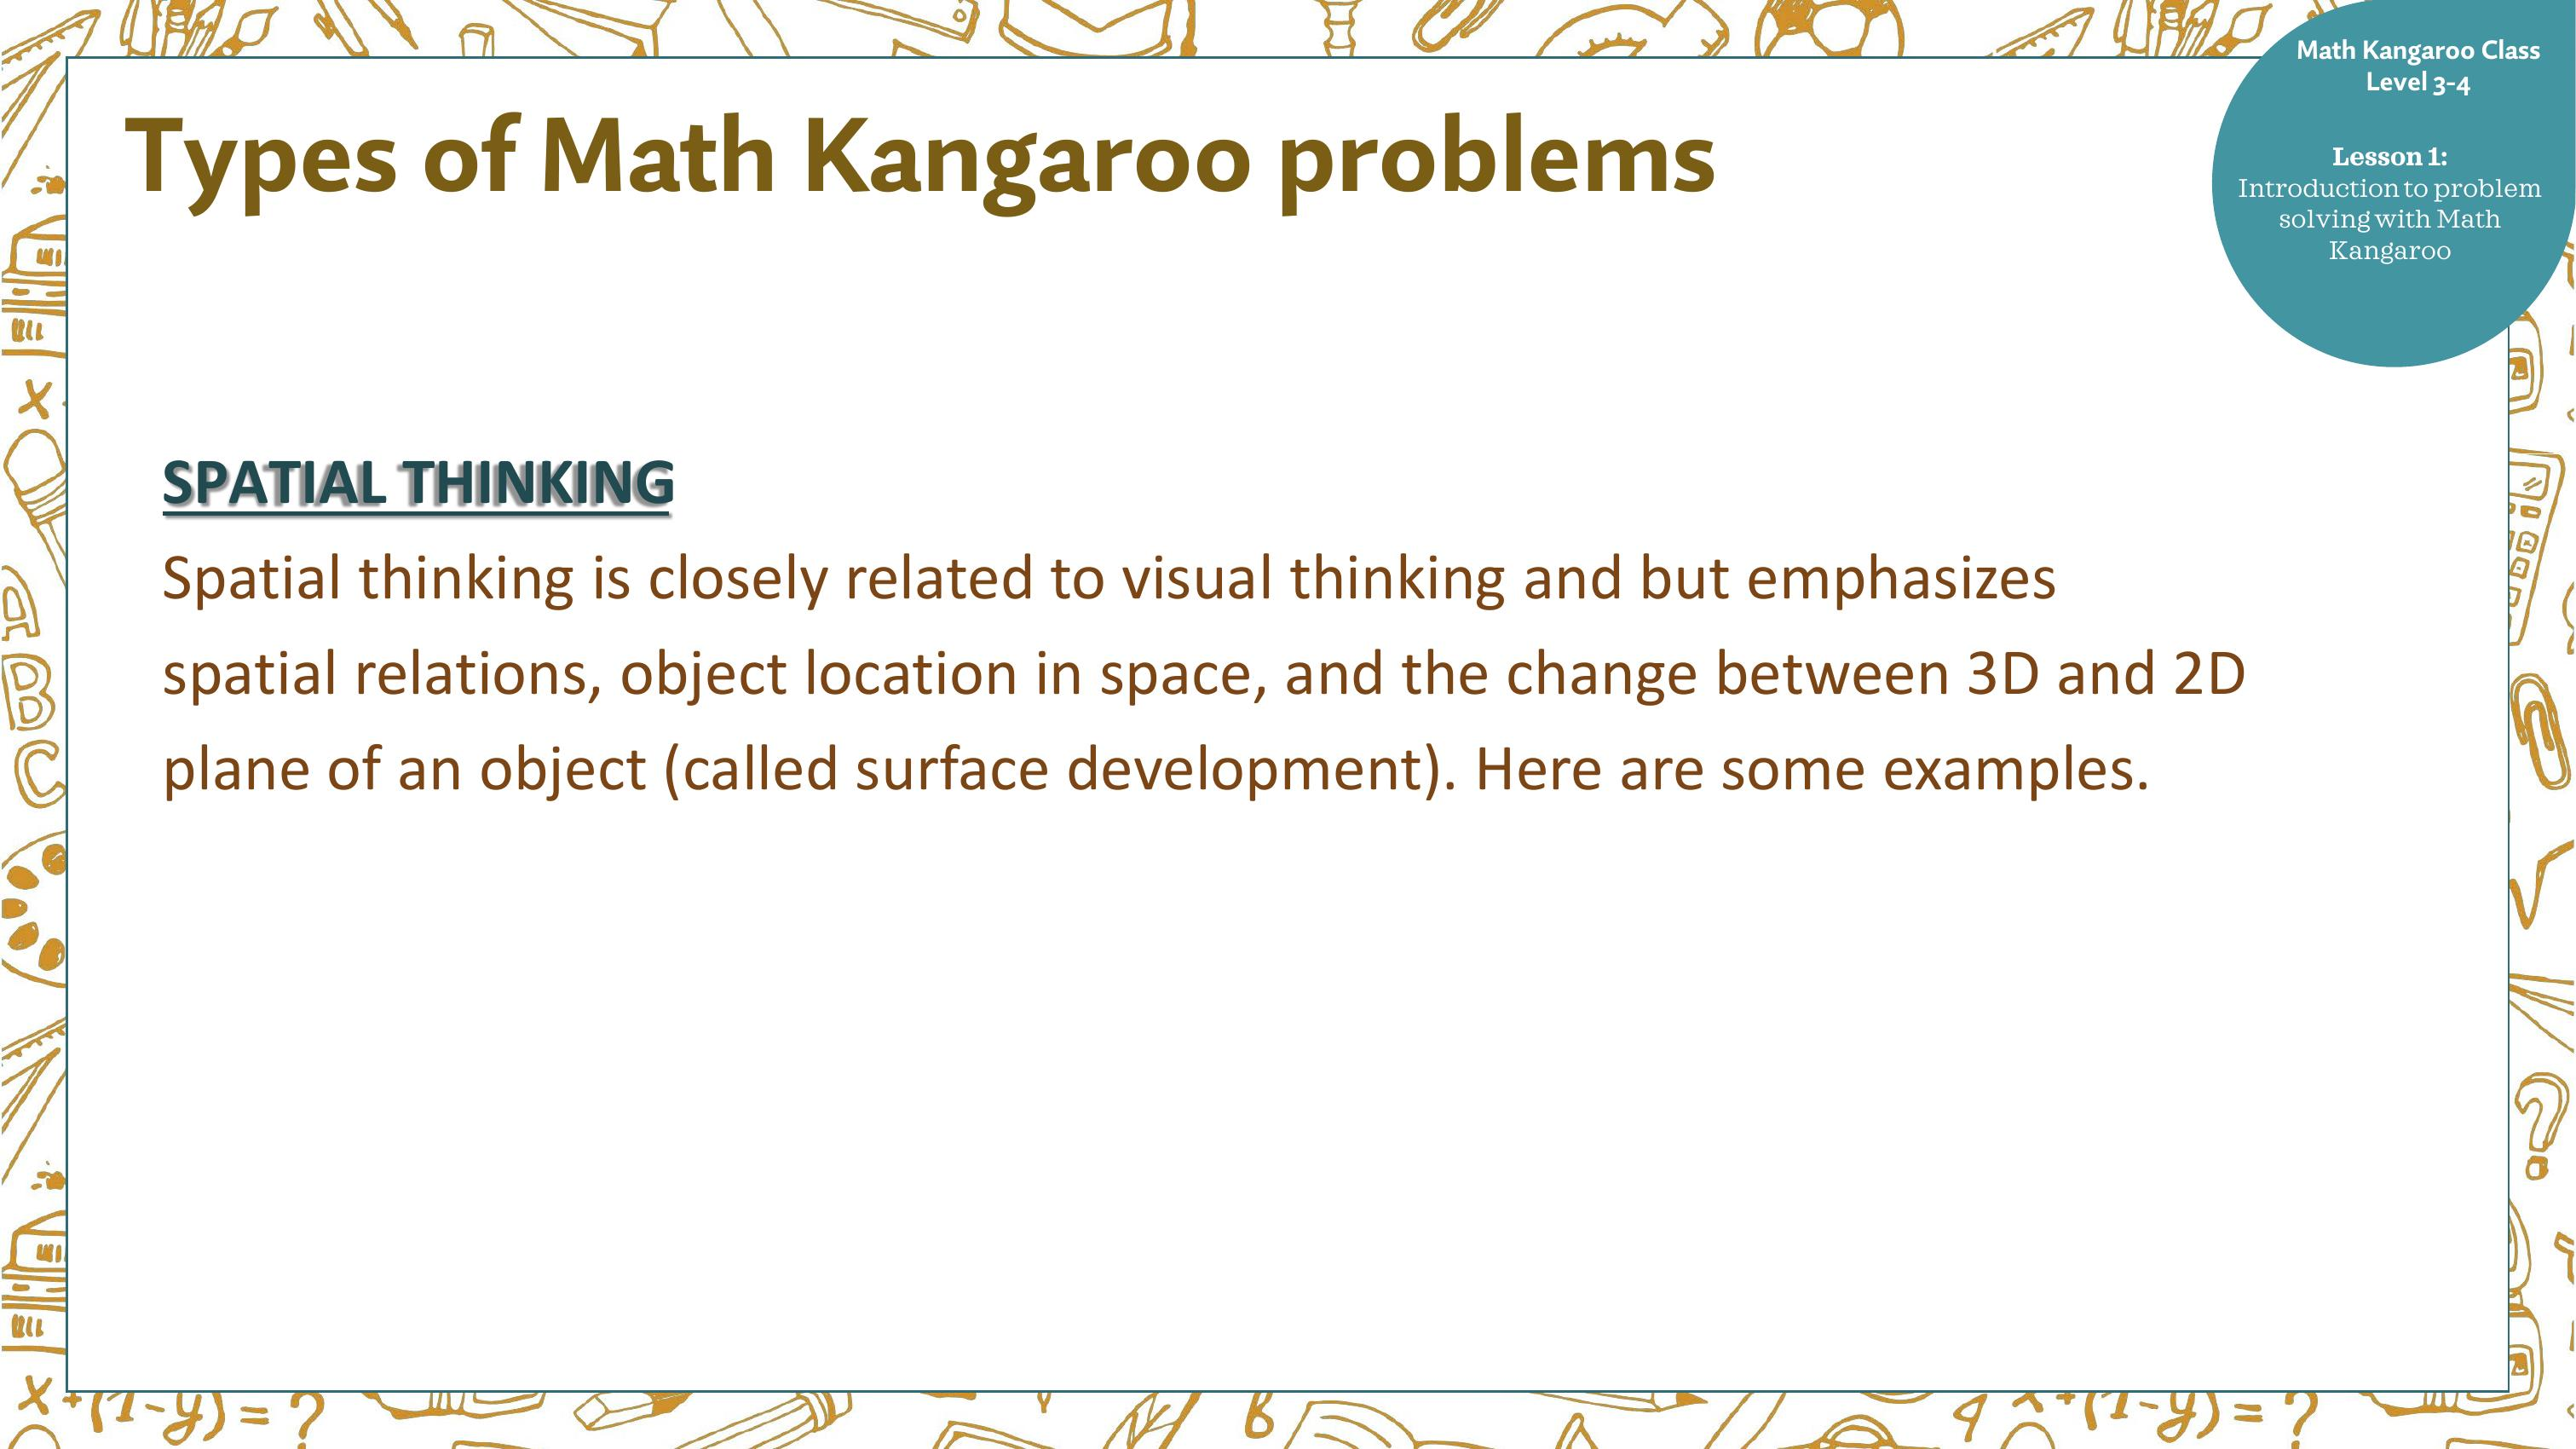 Math Kangaroo Class
Level 3-4
Lesson 1:
Introduction to problem
solving with Math
Kangaroo
Types of Math Kangaroo problems
SPATIAL THINKING
Spatial thinking is closely related to visual thinking and but emphasizes
spatial relations, object location in space, and the change between 3D and 2D
plane of an object (called surface development). Here are some examples.
x
A
B
C
?
x+(1-y)=?
B
9
x+(1-y)=?